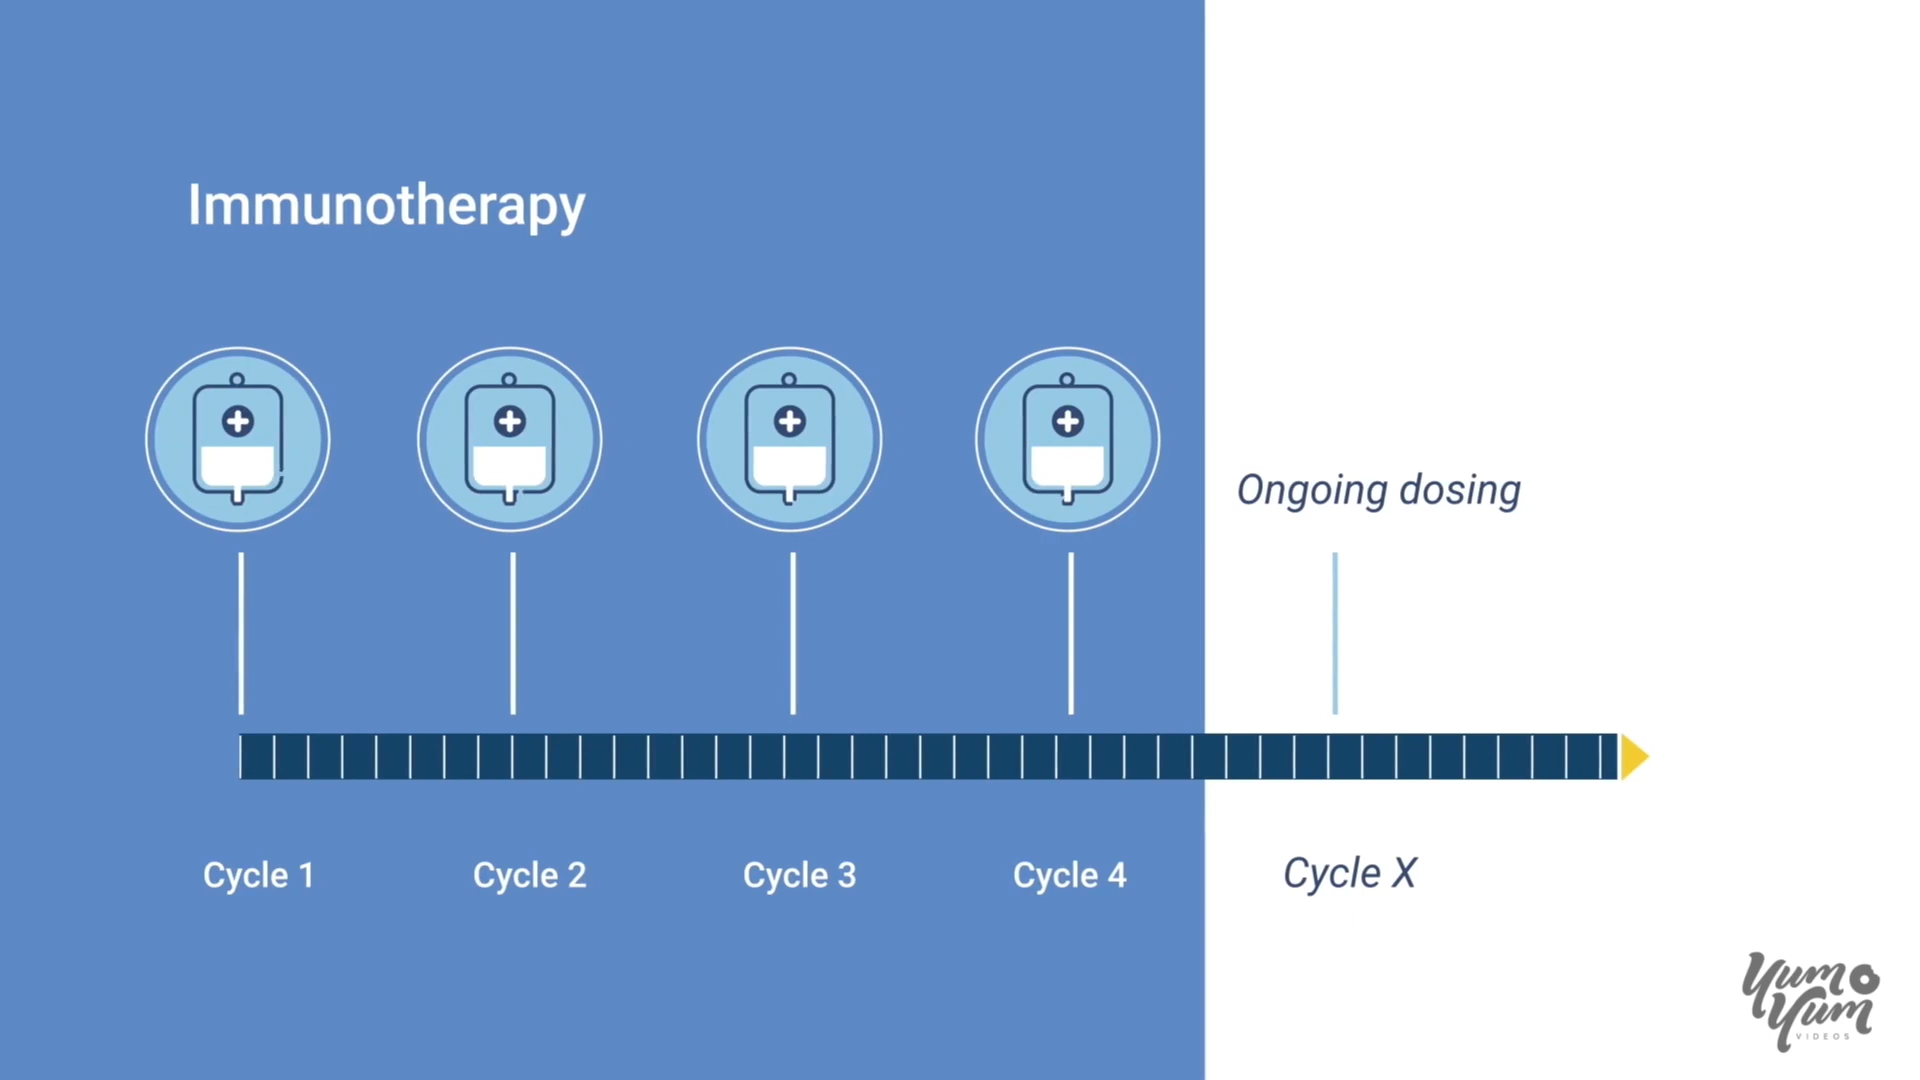 Immunotherapy
Ongoing dosing
Cycle 1
Cycle 2
Cycle 3
Cycle 4
Cycle X
Yum
Yum
VIDEOS